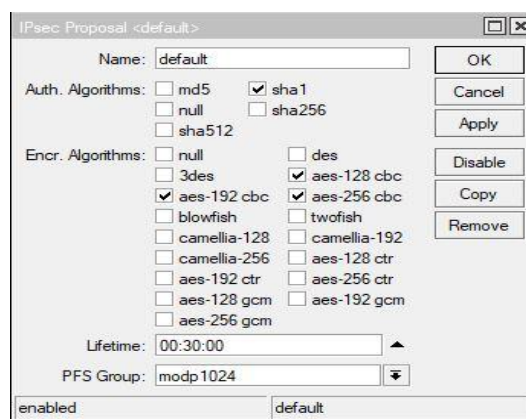 IPsec Proposal <default>
Name: default
OK
Auth. Algorithms: md5 sha1
Cancel
null sha256
sha512
Apply
Encr. Algorithms: null des
Disable
3des aes-128 cbc
aes-192 cbc aes-256 cbc
Copy
blowfish twofish
Remove
camellia-128 camellia-192
camellia-256 aes-128 ctr
aes-192 ctr aes-256 ctr
aes-128 gcm aes-192 gcm
aes-256 gcm
Lifetime: 00:30:00
PFS Group: modp1024
enabled default